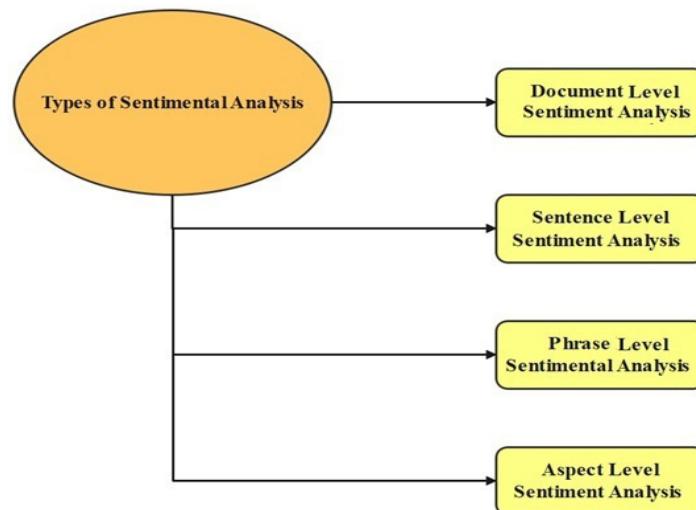 Types of Sentimental Analysis
Document Level
Sentiment Analysis
Sentence Level
Sentiment Analysis
Phrase Level
Sentimental Analysis
Aspect Level
Sentiment Analysis